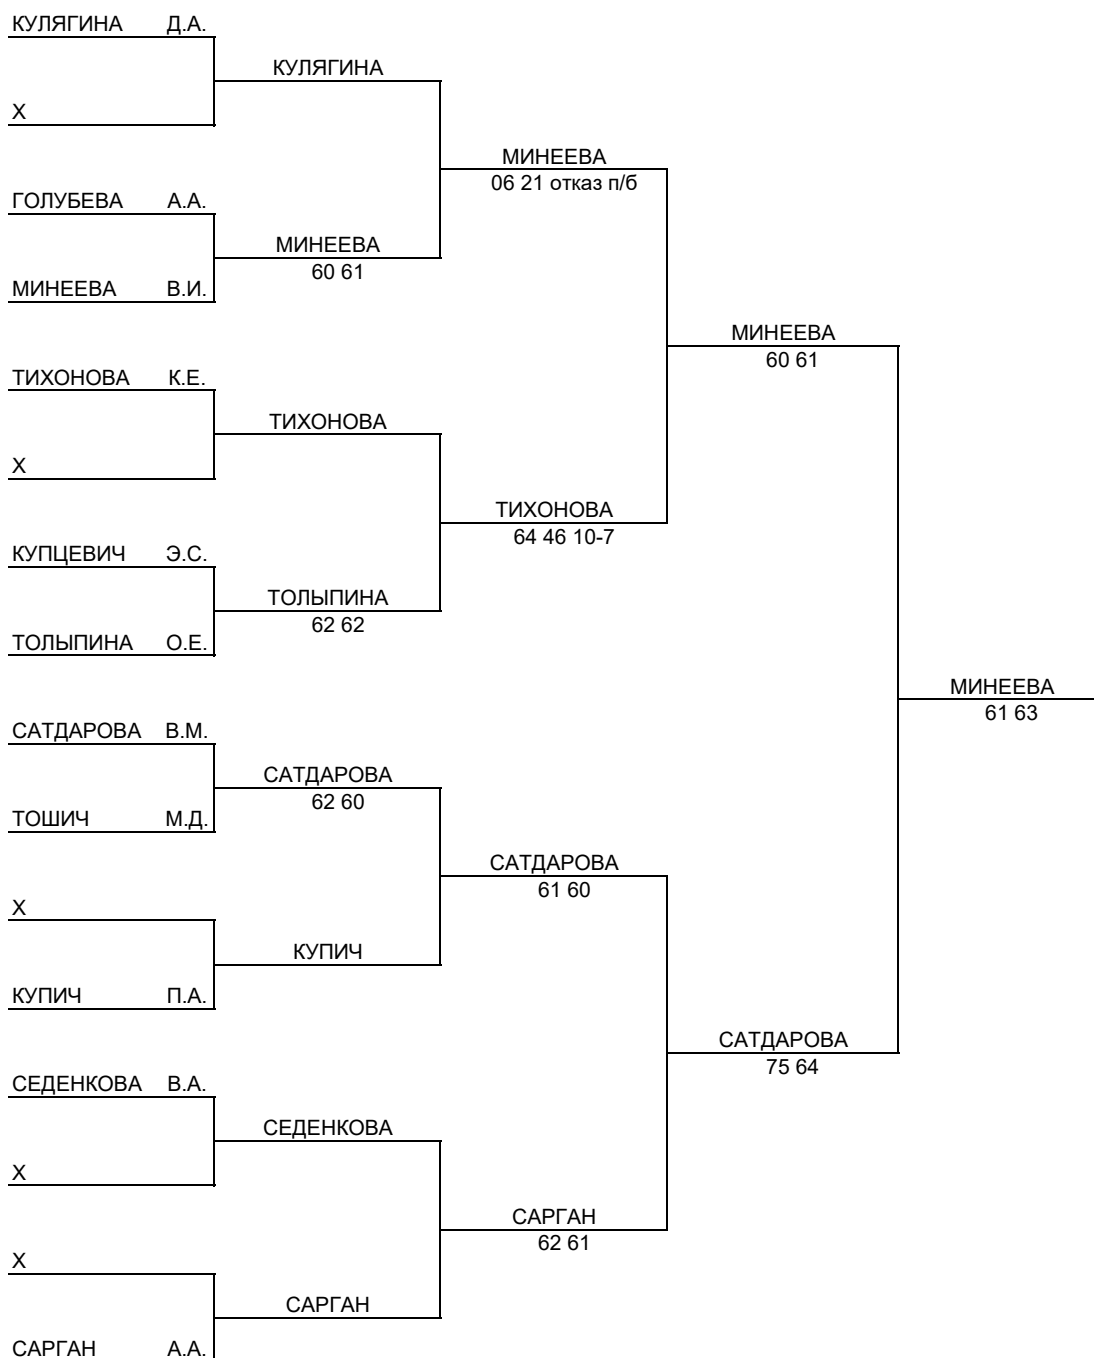 КУЛЯГИНА Д.А.
КУЛЯГИНА
X
МИНЕЕВА
06 21 отказ п/б
ГОЛУБЕВА А.А.
МИНЕЕВА
60 61
МИНЕЕВА В.И.
МИНЕЕВА
60 61
ТИХОНОВА К.Е.
ТИХОНОВА
X
ТИХОНОВА
64 46 10-7
КУПЦЕВИЧ Э.С.
ТОЛЫПИНА
62 62
ТОЛЫПИНА О.Е.
МИНЕЕВА
61 63
САТДАРОВА В.М.
САТДАРОВА
62 60
ТОШИЧ М.Д.
САТДАРОВА
61 60
X
КУПИЧ
КУПИЧ П.А.
САТДАРОВА
75 64
СЕДЕНКОВА В.А.
СЕДЕНКОВА
X
САРГАН
62 61
X
САРГАН
САРГАН А.А.